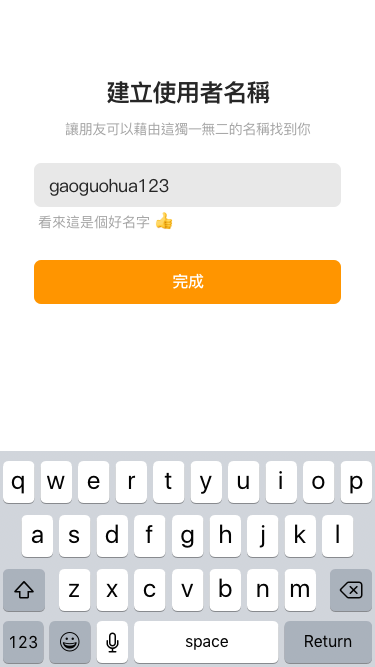 建立使用者名稱
讓朋友可以藉由這獨一無二的名稱找到你
gaoguohua123
看來這是個好名字 👍
完成
q w e r t y u i o p
a s d f g h j k l
z x c v b n m
123 space Return